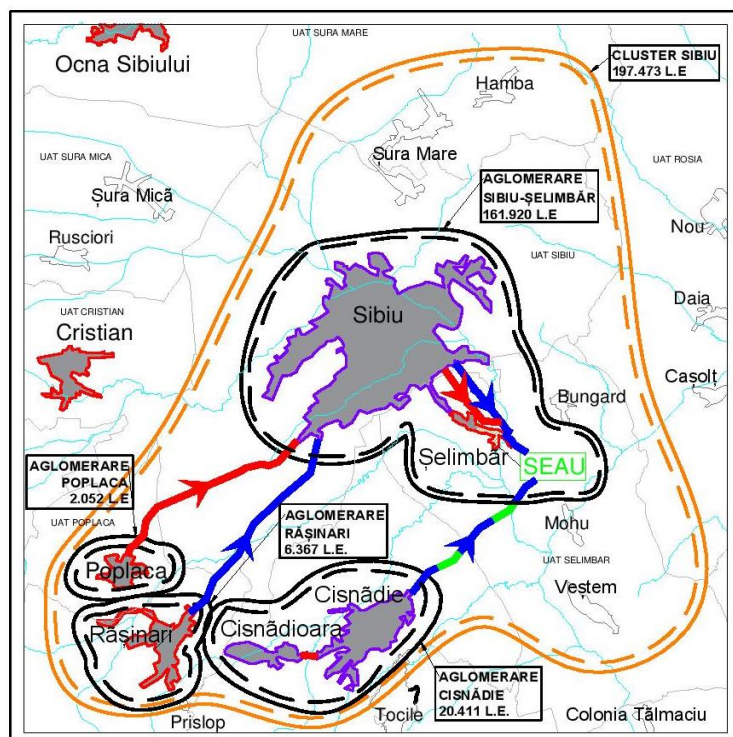 UAT SURA MARE
Ocna Sibiului
CLUSTER SIBIU
197.473 L.E
Hamba
Șura Mare
UAT SURA MICA
UAT ROSIA
AGLOMERARE
SIBIU-ȘELIMBĂR
161.920 L.E
Șura Mică
Nou
Rusciori
UAT SIBIU
Daia
UAT CRISTIAN
Cristian
Sibiu
Cașolț
Bungard
Șelimbăr
SEAU
AGLOMERARE
POPLACA
2.052 L.E
UAT POPLACA
AGLOMERARE
RĂȘINARI
6.367 L.E.
Mohu
UAT SELIMBAR
Poplaca
Veștem
Cisnădie
Rășinari
Cisnădioara
AGLOMERARE
CISNĂDIE
20.411 L.E.
Prislop
Tocile
Colonia Tălmaciu